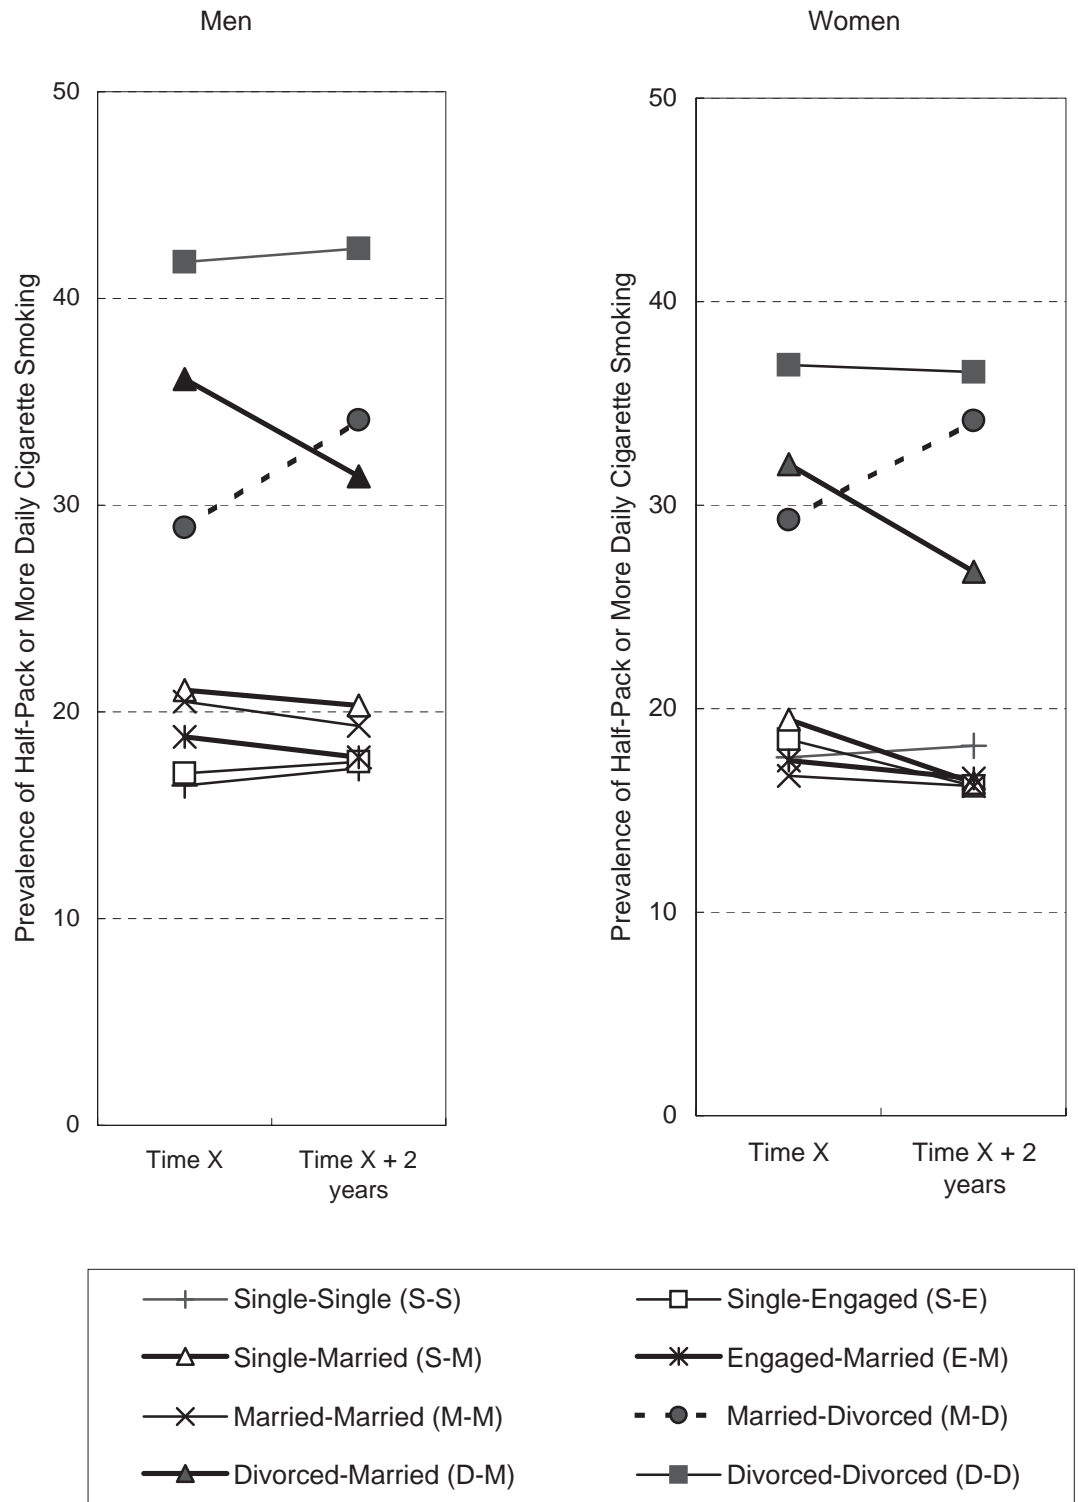 Men
Women
Prevalence of Half-Pack or More Daily Cigarette Smoking
50
40
30
20
10
0
Time X
Time X + 2
years
Prevalence of Half-Pack or More Daily Cigarette Smoking
50
40
30
20
10
0
Time X
Time X + 2
years
Single-Single (S-S)
Single-Engaged (S-E)
Single-Married (S-M)
Engaged-Married (E-M)
Married-Married (M-M)
Married-Divorced (M-D)
Divorced-Married (D-M)
Divorced-Divorced (D-D)